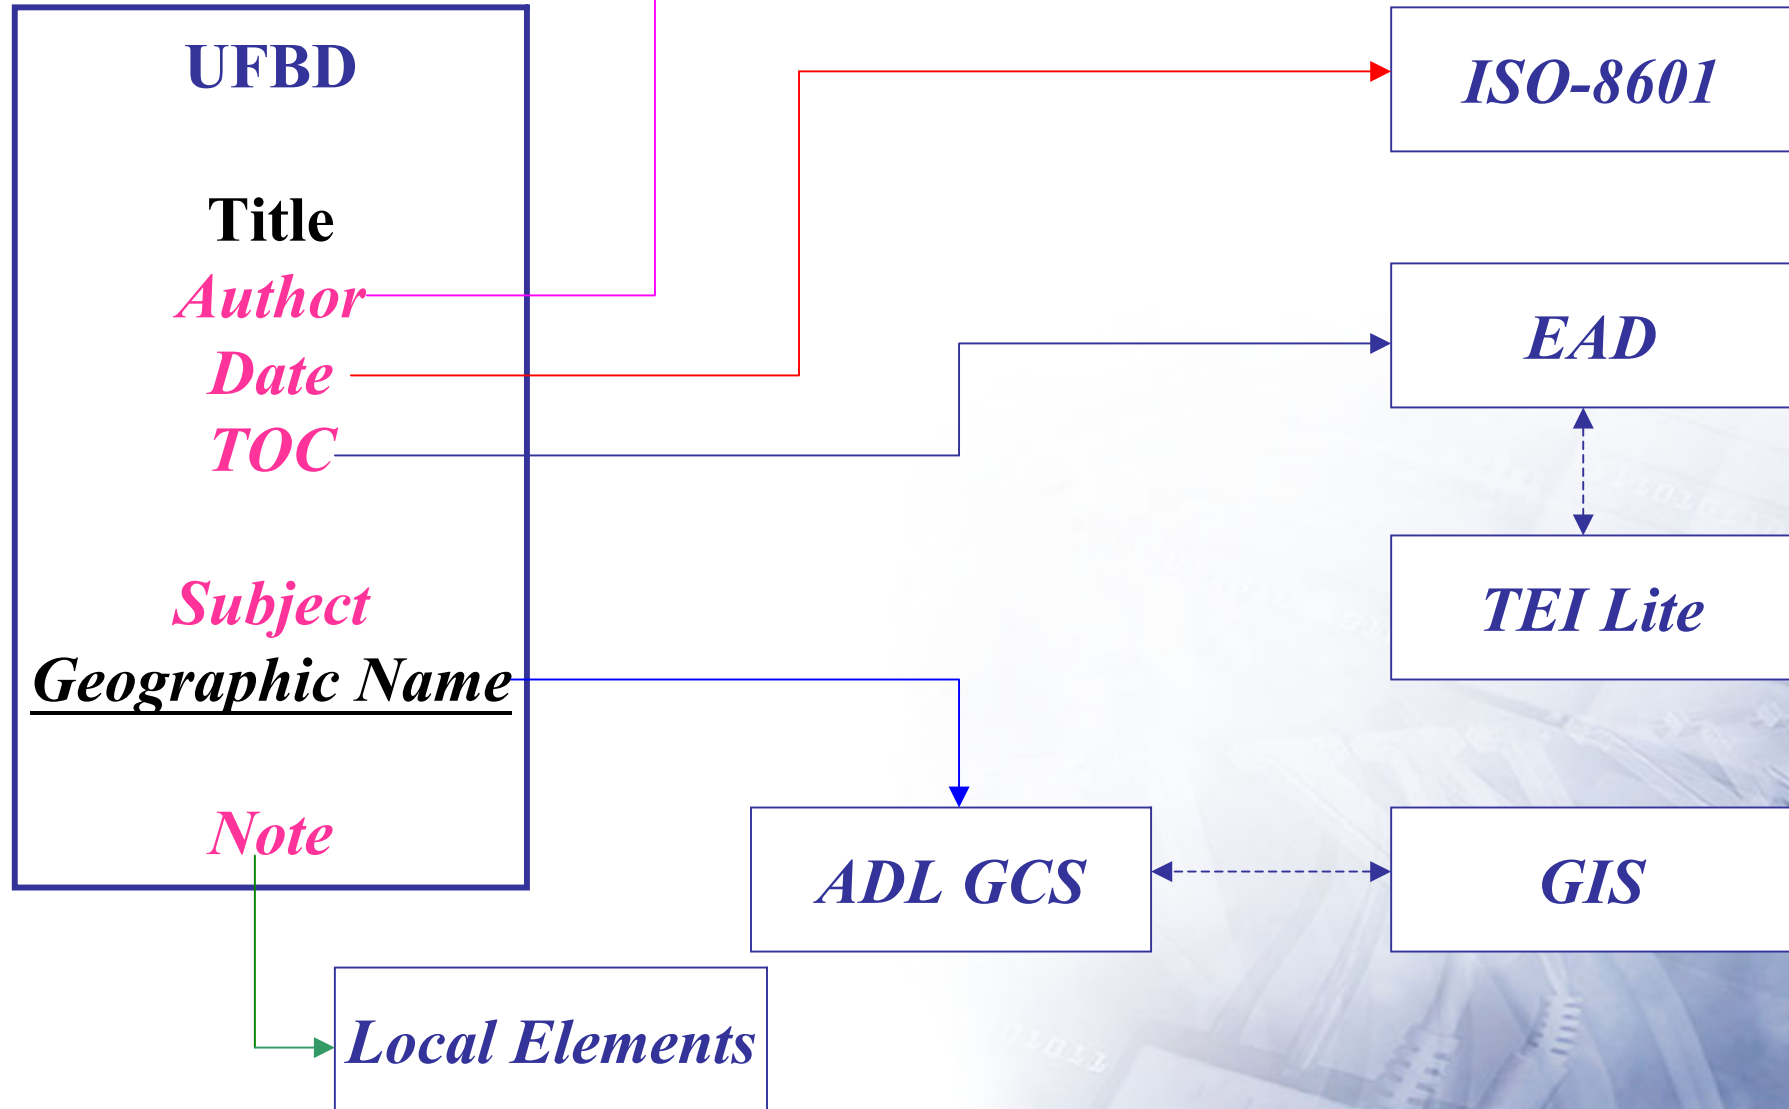 UFBD
Title
Author
Date
TOC
Subject
Geographic Name
Note
ISO-8601
EAD
TEI Lite
ADL GCS
GIS
Local Elements